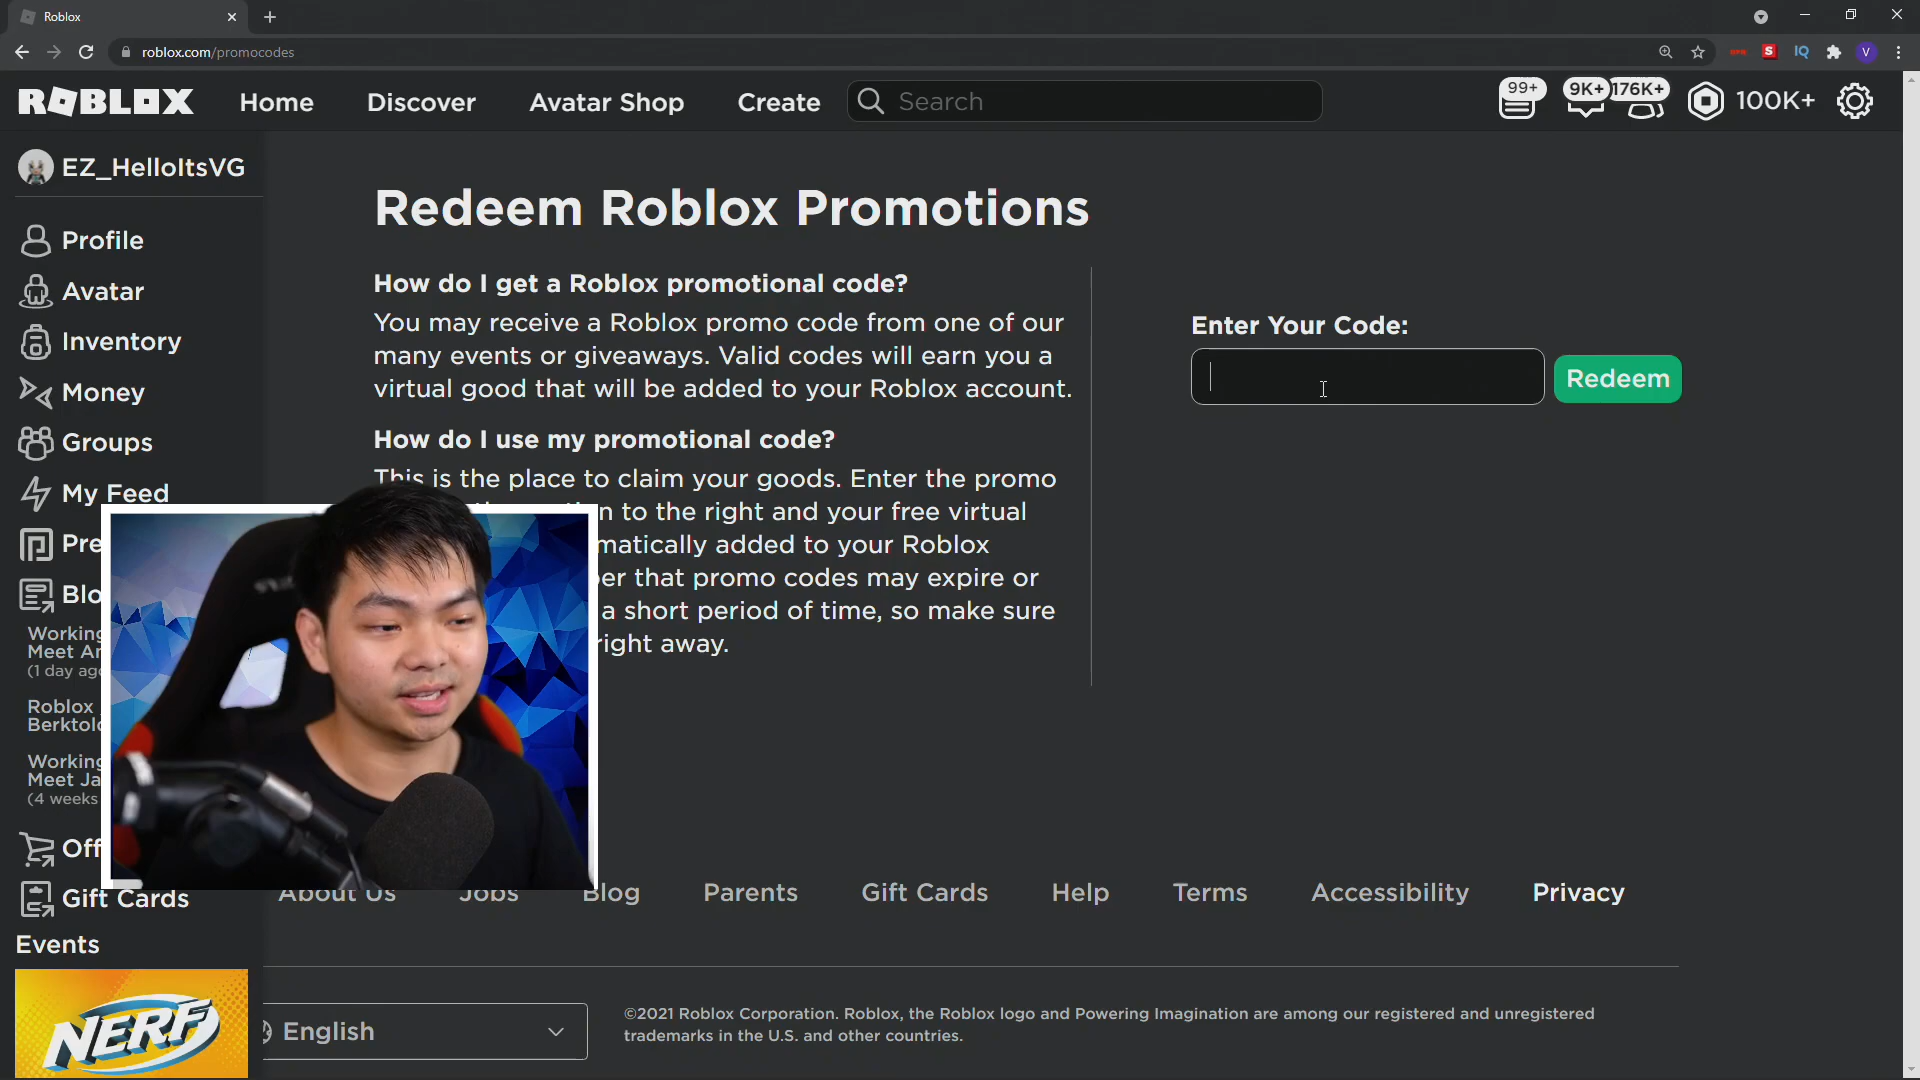 Roblox
roblox.com/promocodes
ROBLOX
Home
Discover
Avatar Shop
Create
Search
99+
9K+
176K+
100K+
EZ_HelloItsVG
Profile
Avatar
Inventory
Money
Groups
My Feed
Pre
Blo
Working
Meet Ar
(1 day ago
Roblox
Berktol
Working
Meet Ja
(4 weeks
Off
Gift Cards
Events
NERF
Redeem Roblox Promotions
How do I get a Roblox promotional code?
You may receive a Roblox promo code from one of our
many events or giveaways. Valid codes will earn you a
virtual good that will be added to your Roblox account.
How do I use my promotional code?
This is the place to claim your goods. Enter the promo
n to the right and your free virtual
matically added to your Roblox
er that promo codes may expire or
a short period of time, so make sure
right away.
Enter Your Code:
Redeem
About Us
Jobs
Blog
Parents
Gift Cards
Help
Terms
Accessibility
Privacy
English
©2021 Roblox Corporation. Roblox, the Roblox logo and Powering Imagination are among our registered and unregistered
trademarks in the U.S. and other countries.